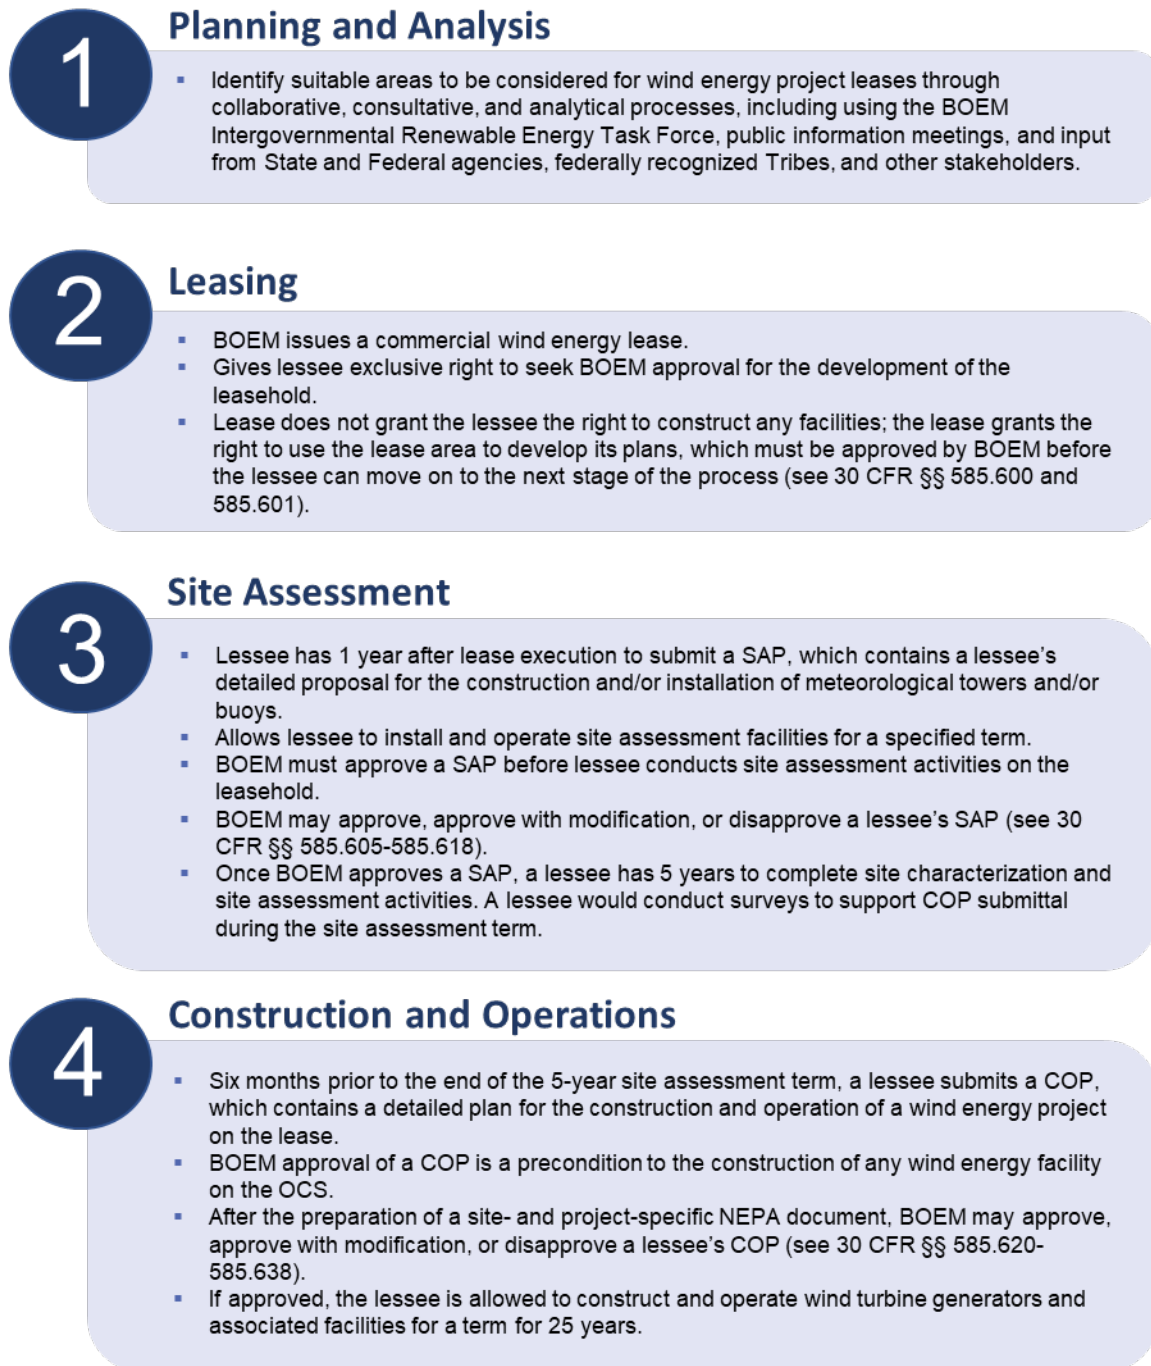 1
Planning and Analysis
▪ Identify suitable areas to be considered for wind energy project leases through
collaborative, consultative, and analytical processes, including using the BOEM
Intergovernmental Renewable Energy Task Force, public information meetings, and input
from State and Federal agencies, federally recognized Tribes, and other stakeholders.
2
Leasing
▪ BOEM issues a commercial wind energy lease.
▪ Gives lessee exclusive right to seek BOEM approval for the development of the
leasehold.
▪ Lease does not grant the lessee the right to construct any facilities; the lease grants the
right to use the lease area to develop its plans, which must be approved by BOEM before
the lessee can move on to the next stage of the process (see 30 CFR §§ 585.600 and
585.601).
3
Site Assessment
▪ Lessee has 1 year after lease execution to submit a SAP, which contains a lessee's
detailed proposal for the construction and/or installation of meteorological towers and/or
buoys.
▪ Allows lessee to install and operate site assessment facilities for a specified term.
▪ BOEM must approve a SAP before lessee conducts site assessment activities on the
leasehold.
▪ BOEM may approve, approve with modification, or disapprove a lessee's SAP (see 30
CFR §§ 585.605-585.618).
▪ Once BOEM approves a SAP, a lessee has 5 years to complete site characterization and
site assessment activities. A lessee would conduct surveys to support COP submittal
during the site assessment term.
4
Construction and Operations
▪ Six months prior to the end of the 5-year site assessment term, a lessee submits a COP,
which contains a detailed plan for the construction and operation of a wind energy project
on the lease.
▪ BOEM approval of a COP is a precondition to the construction of any wind energy facility
on the OCS.
▪ After the preparation of a site- and project-specific NEPA document, BOEM may approve,
approve with modification, or disapprove a lessee's COP (see 30 CFR §§ 585.620-
585.638).
▪ If approved, the lessee is allowed to construct and operate wind turbine generators and
associated facilities for a term for 25 years.